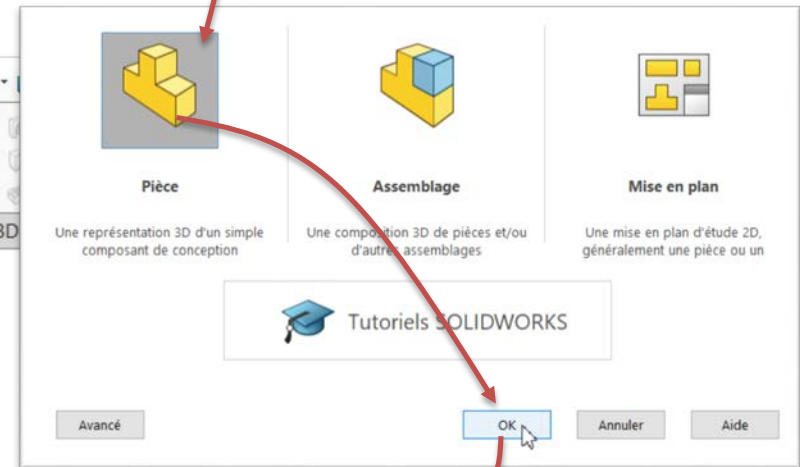 Pièce
Assemblage
Mise en plan
3D
Une représentation 3D d'un simple
composant de conception
Une composition 3D de pièces et/ou
d'autres assemblages
Une mise en plan d'étude 2D,
généralement une pièce ou un
Tutoriels SOLIDWORKS
Avancé
OK
Annuler
Aide